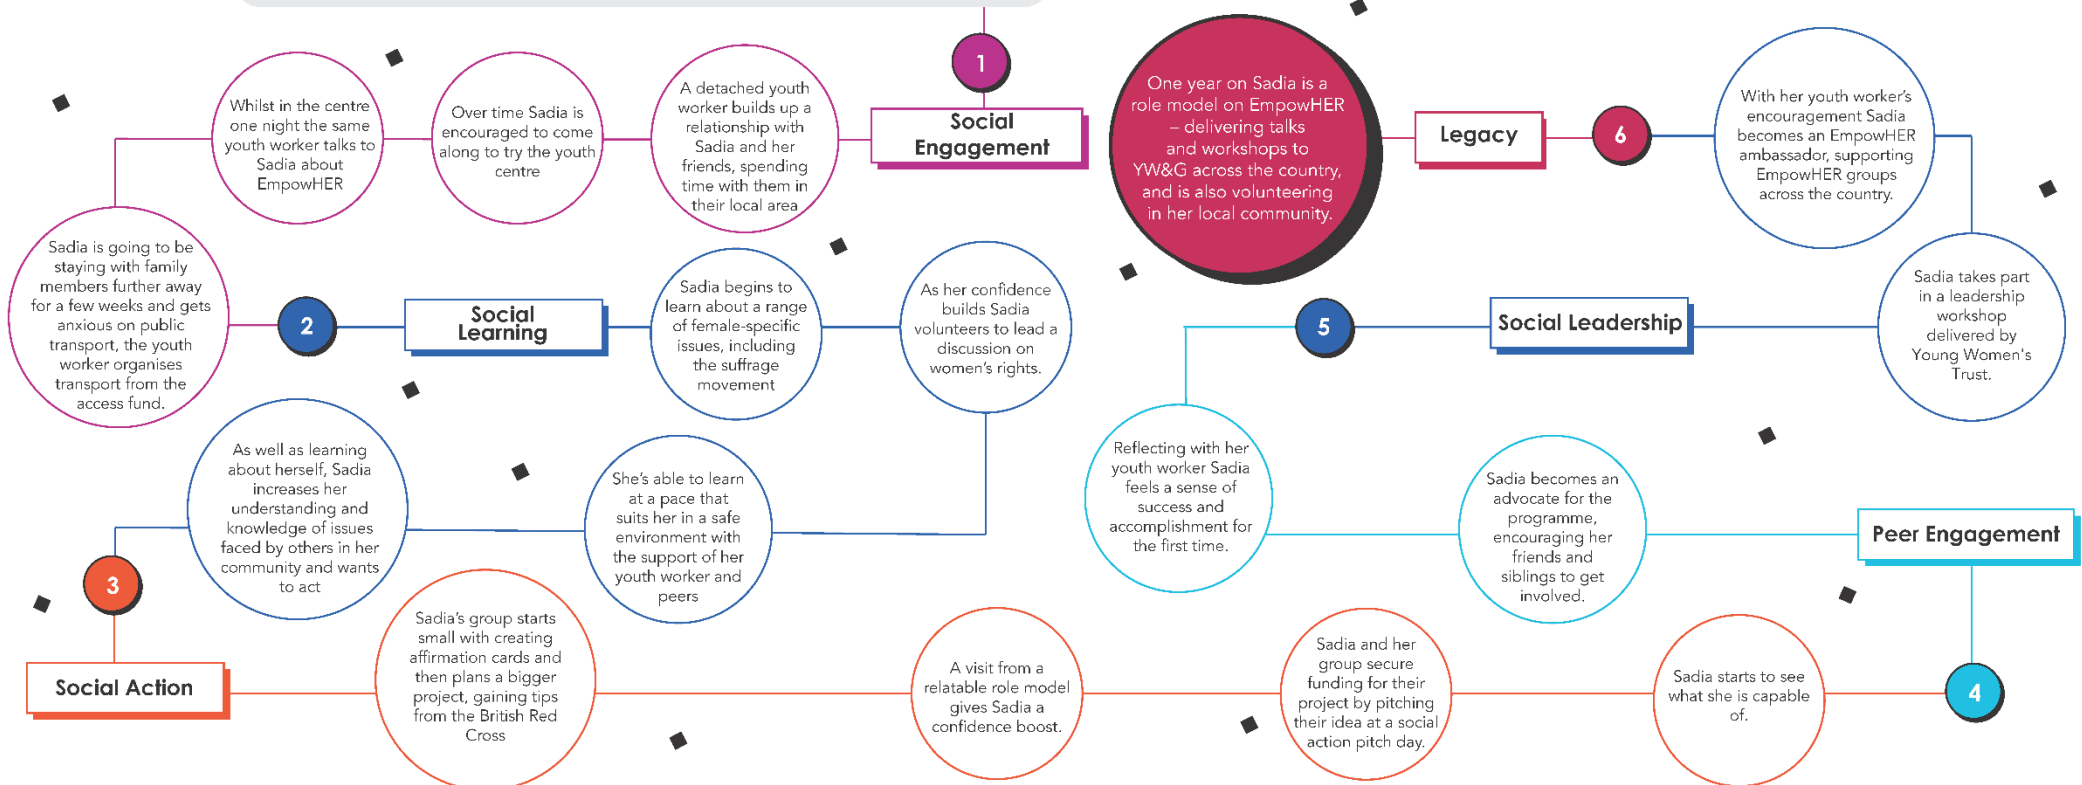 1
Social
Engagement
A detached youth
worker builds up a
relationship with
Sadia and her
friends, spending
time with them in
their local area
Over time Sadia is
encouraged to come
along to try the youth
centre
Whilst in the centre
one night the same
youth worker talks to
Sadia about
EmpowHER
Sadia is going to be
staying with family
members further away
for a few weeks and gets
anxious on public
transport, the youth
worker organises
transport from the
access fund.
2
Social
Learning
Sadia begins to
learn about a range
of female-specific
issues, including
the suffrage
movement
As her confidence
builds Sadia
volunteers to lead a
discussion on
women's rights.
She's able to learn
at a pace that
suits her in a safe
environment with
the support of her
youth worker and
peers
As well as learning
about herself, Sadia
increases her
understanding and
knowledge of issues
faced by others in her
community and wants
to act
3
Social Action
Sadia's group starts
small with creating
affirmation cards and
then plans a bigger
project, gaining tips
from the British Red
Cross
A visit from a
relatable role model
gives Sadia a
confidence boost.
Sadia and her
group secure
funding for their
project by pitching
their idea at a social
action pitch day.
Sadia starts to see
what she is capable
of.
4
Peer Engagement
Sadia becomes an
advocate for the
programme,
encouraging her
friends and
siblings to get
involved.
Reflecting with her
youth worker Sadia
feels a sense of
success and
accomplishment for
the first time.
5
Social Leadership
Sadia takes part
in a leadership
workshop
delivered by
Young Women's
Trust.
With her youth worker's
encouragement Sadia
becomes an EmpowHER
ambassador, supporting
EmpowHER groups
across the country.
6
Legacy
One year on Sadia is a
role model on EmpowHER
– delivering talks
and workshops to
YW&G across the country,
and is also volunteering
in her local community.